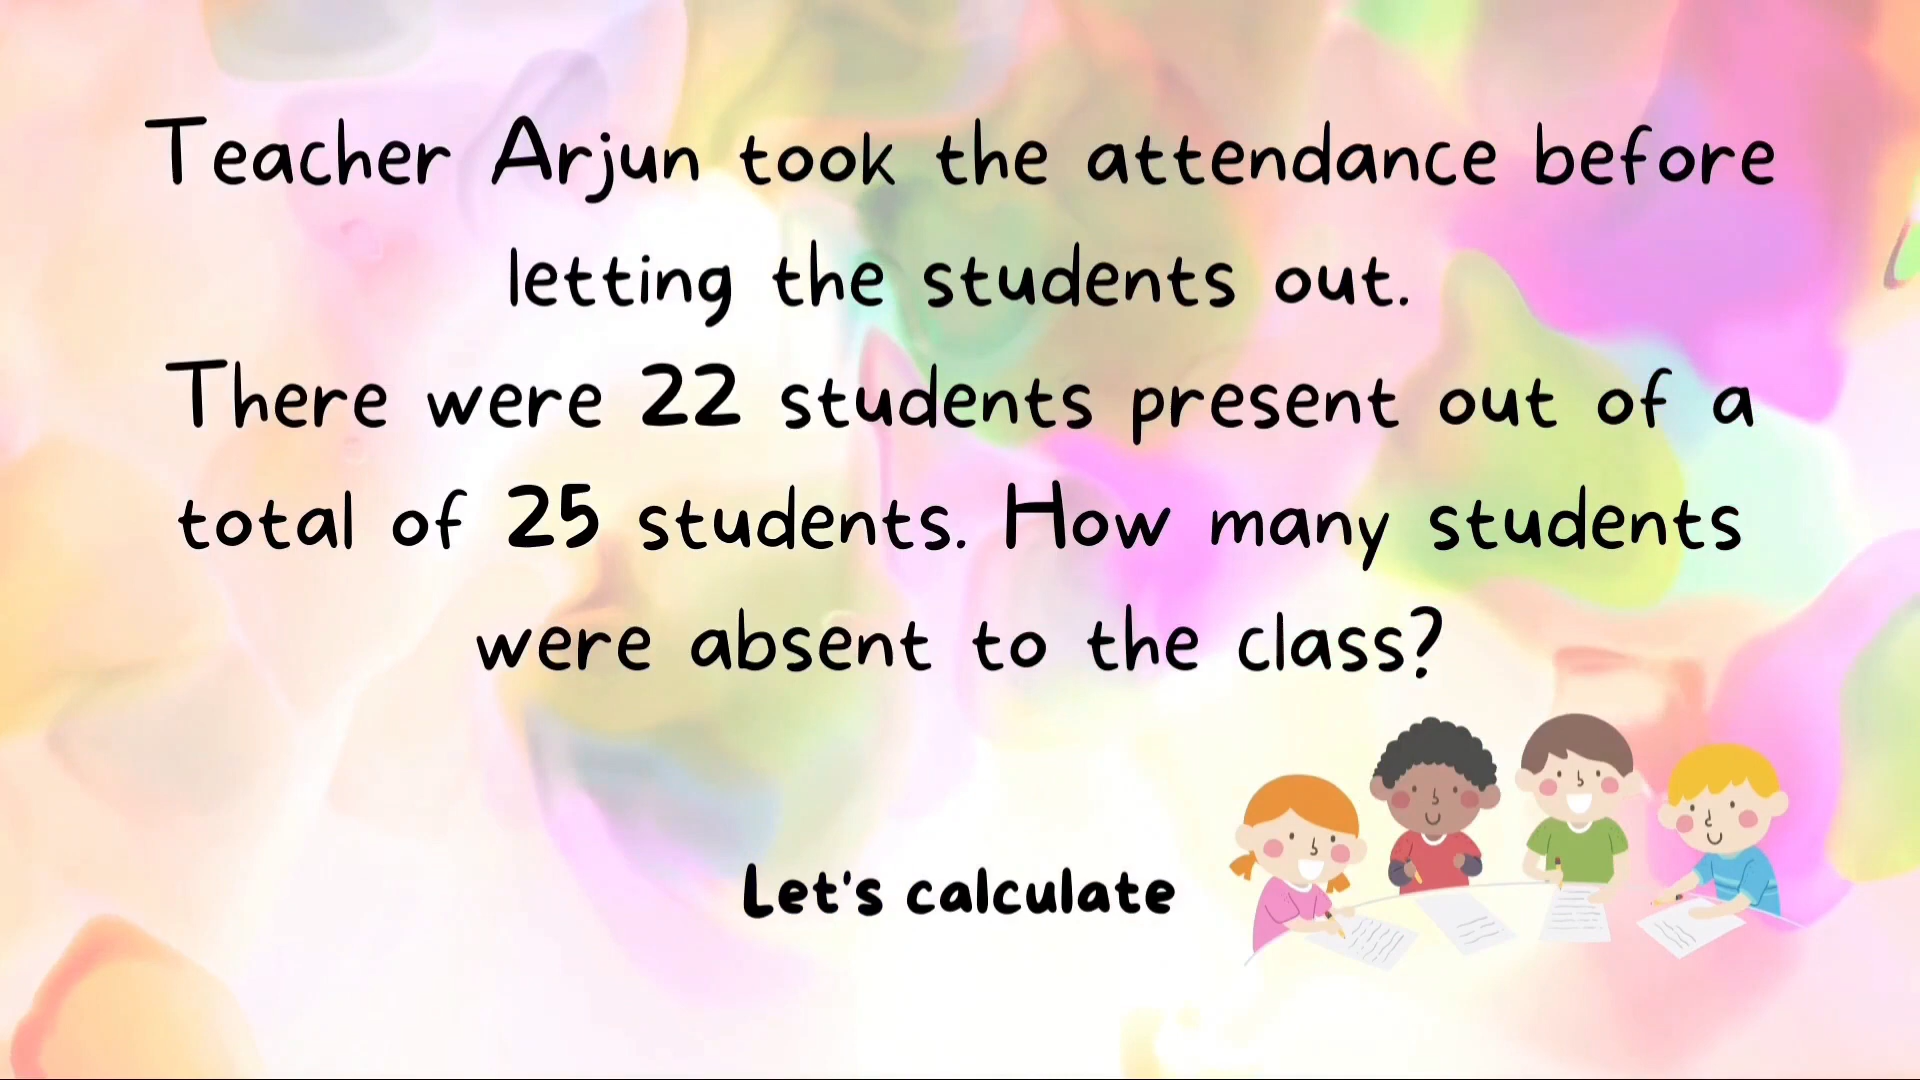 Teacher Arjun took the attendance before
letting the students out.
There were 22 students present out of a
total of 25 students. How many students
were absent to the class?
Let's calculate